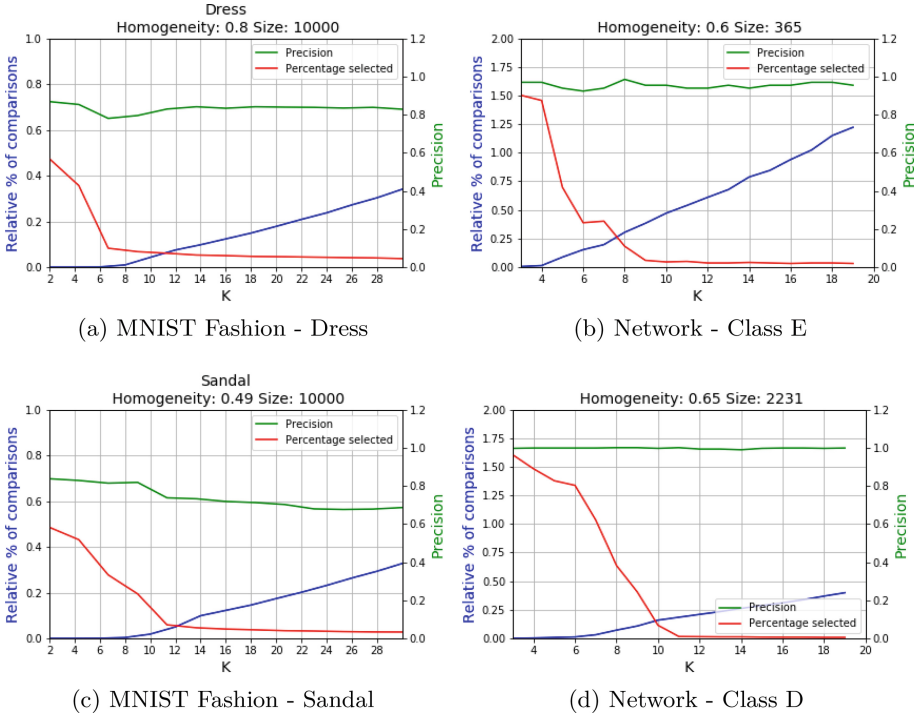 Dress
Homogeneity: 0.8 Size: 10000
1.0
0.8
0.6
0.4
0.2
0.0
Relative % of comparisons
1.2
1.0
0.8
0.6
0.4
0.2
0.0
Precision
Precision
Percentage selected
2 4 6 8 10 12 14 16 18 20 22 24 26 28
K
(a) MNIST Fashion - Dress
Homogeneity: 0.6 Size: 365
2.00
1.75
1.50
1.25
1.00
0.75
0.50
0.25
0.00
Relative % of comparisons
1.2
1.0
0.8
0.6
0.4
0.2
0.0
Precision
Precision
Percentage selected
4 6 8 10 12 14 16 18 20
K
(b) Network - Class E
Sandal
Homogeneity: 0.49 Size: 10000
1.0
0.8
0.6
0.4
0.2
0.0
Relative % of comparisons
1.2
1.0
0.8
0.6
0.4
0.2
0.0
Precision
Precision
Percentage selected
2 4 6 8 10 12 14 16 18 20 22 24 26 28
K
(c) MNIST Fashion - Sandal
Homogeneity: 0.65 Size: 2231
2.00
1.75
1.50
1.25
1.00
0.75
0.50
0.25
0.00
Relative % of comparisons
1.2
1.0
0.8
0.6
0.4
0.2
0.0
Precision
Precision
Percentage selected
4 6 8 10 12 14 16 18 20
K
(d) Network - Class D